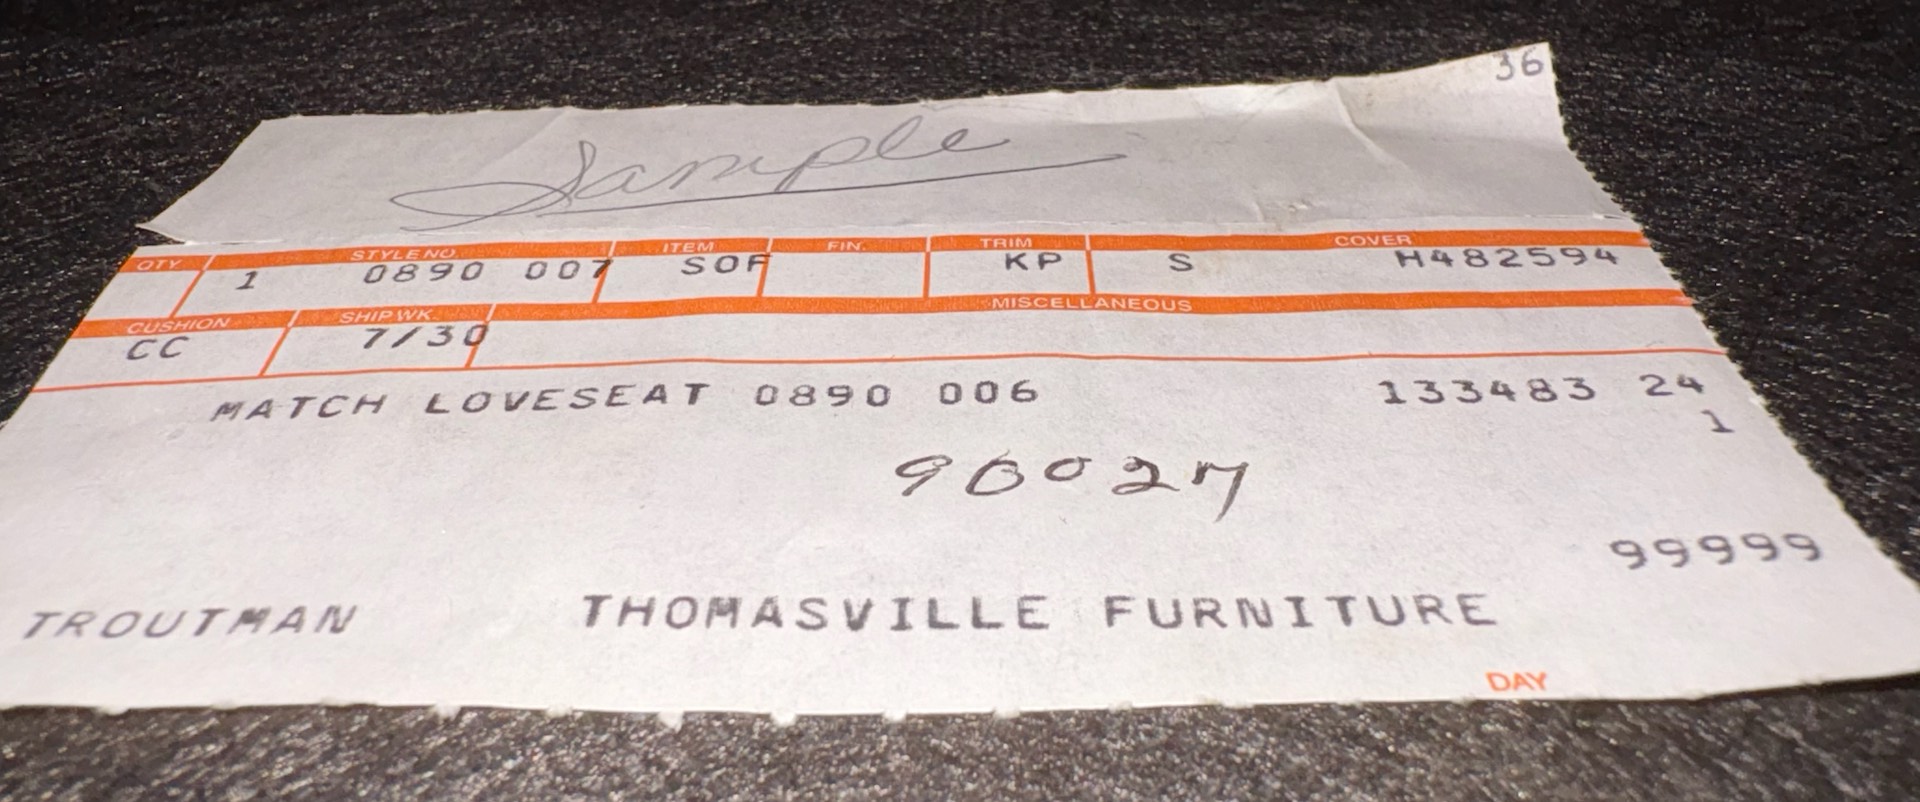 36
Sample
QTY. STYLE NO. ITEM FIN. TRIM COVER
1 0890 007 SOF KP S H482594
CUSHION SHIP WK. MISCELLANEOUS
CC 7/30
MATCH LOVESEAT 0890 006 133483 24
1
90027
99999
TROUTMAN THOMASVILLE FURNITURE
DAY